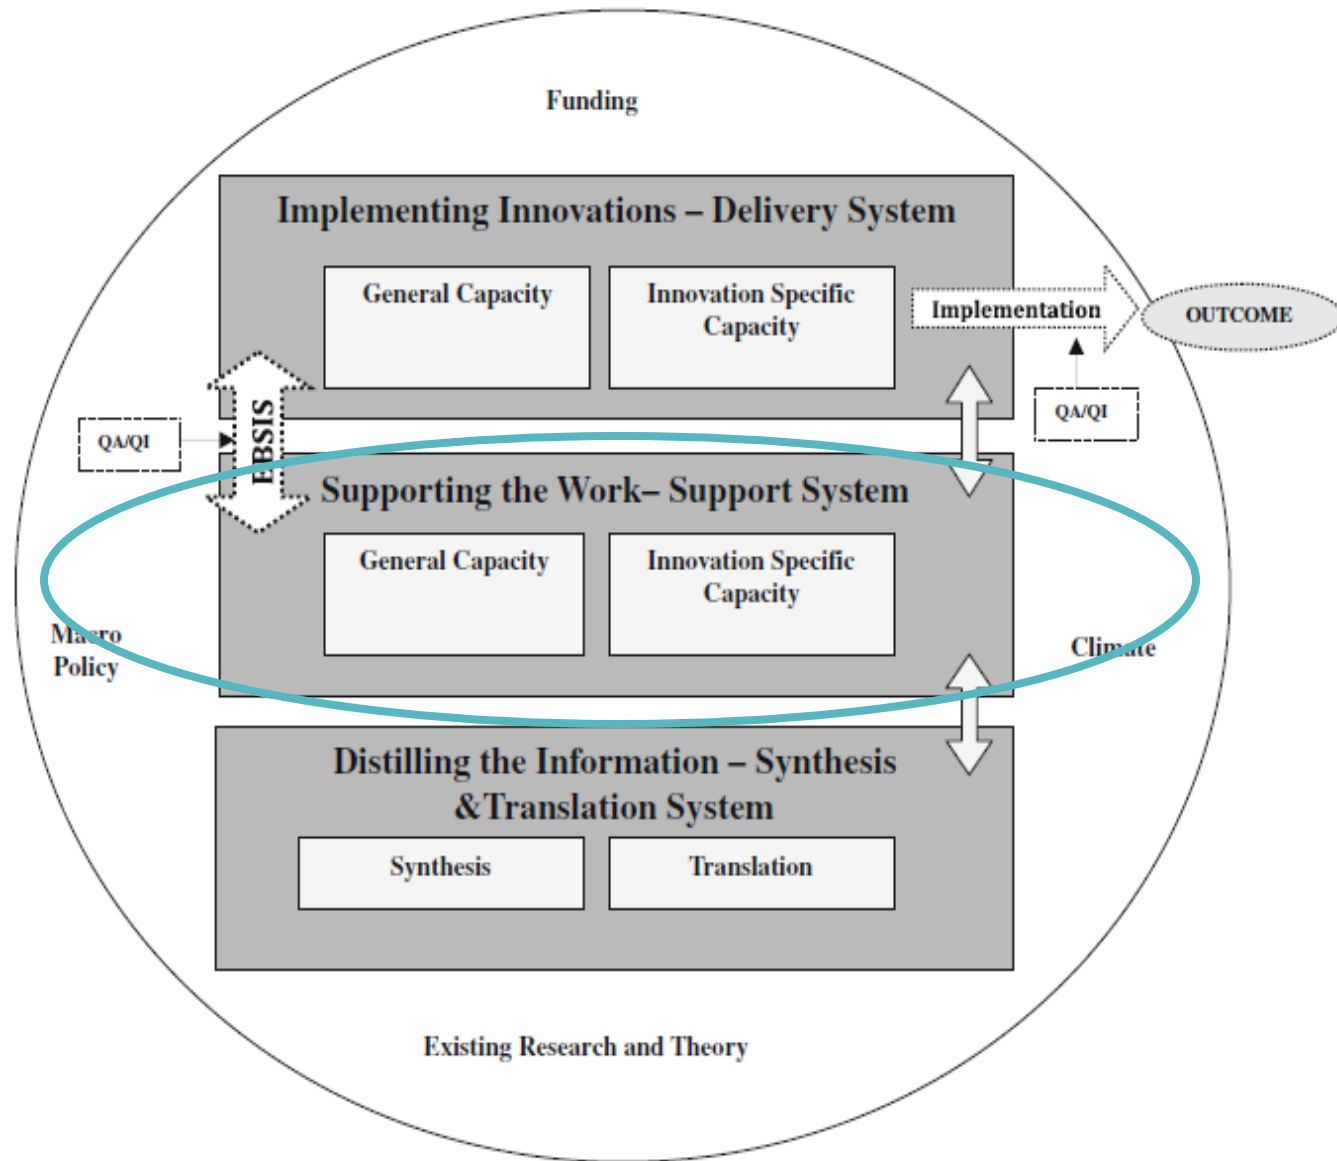 Funding
Implementing Innovations – Delivery System
General Capacity
Innovation Specific
Capacity
Implementation
OUTCOME
QA/QI
EBSIS
QA/QI
Supporting the Work– Support System
General Capacity
Innovation Specific
Capacity
Macro
Policy
Climate
Distilling the Information – Synthesis
&Translation System
Synthesis
Translation
Existing Research and Theory